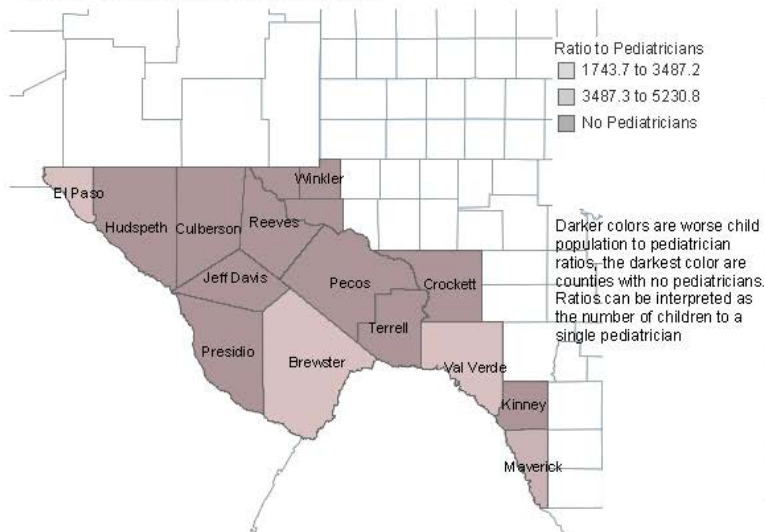 Ratio to Pediatricians
1743.7 to 3487.2
3487.3 to 5230.8
No Pediatricians
Winkler
El Paso
Hudspeth
Culberson
Reeves
Jeff Davis
Pecos
Crockett
Terrell
Presidio
Brewster
Val Verde
Kinney
Maverick
Darker colors are worse child
population to pediatrician
ratios, the darkest color are
counties with no pediatricians.
Ratios can be interpreted as
the number of children to a
single pediatrician